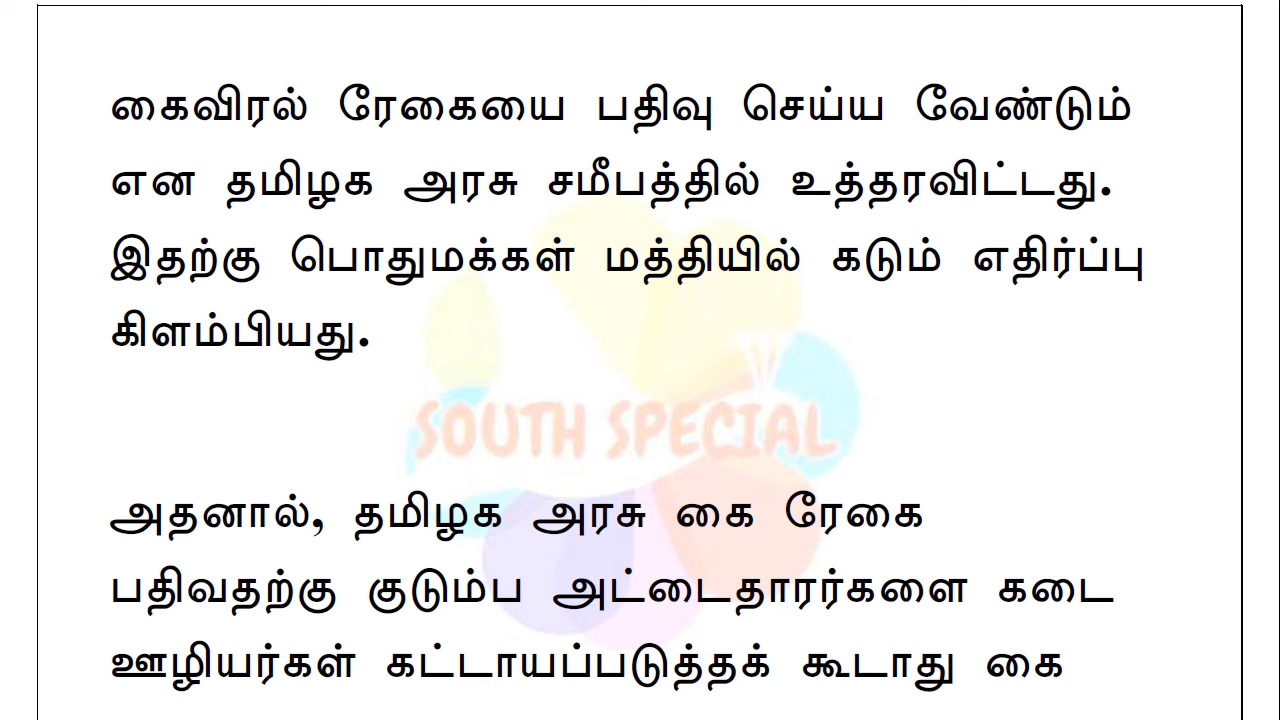 கைவிரல் ரேகையை பதிவு செய்ய வேண்டும்
என தமிழக அரசு சமீபத்தில் உத்தரவிட்டது.
இதற்கு பொதுமக்கள் மத்தியில் கடும் எதிர்ப்பு
கிளம்பியது.
SOUTH SPECIAL
அதனால், தமிழக அரசு கை ரேகை
பதிவதற்கு குடும்ப அட்டைதாரர்களை கடை
ஊழியர்கள் கட்டாயப்படுத்தக் கூடாது கை